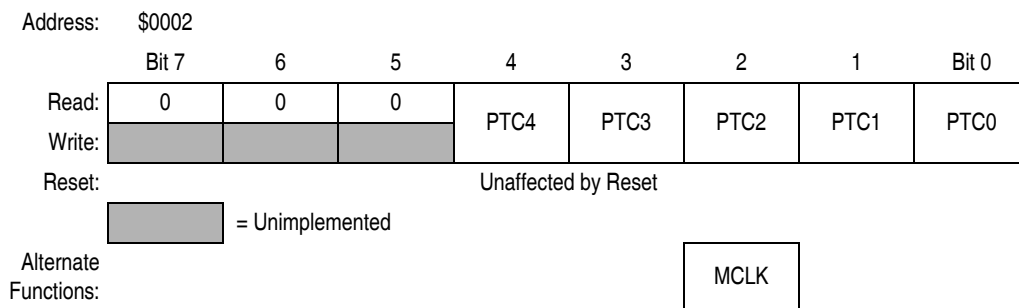 Address: $0002
Bit 7 6 5 4 3 2 1 Bit 0
Read: 0 0 0 PTC4 PTC3 PTC2 PTC1 PTC0
Write:
Reset: Unaffected by Reset
= Unimplemented
Alternate
Functions: MCLK